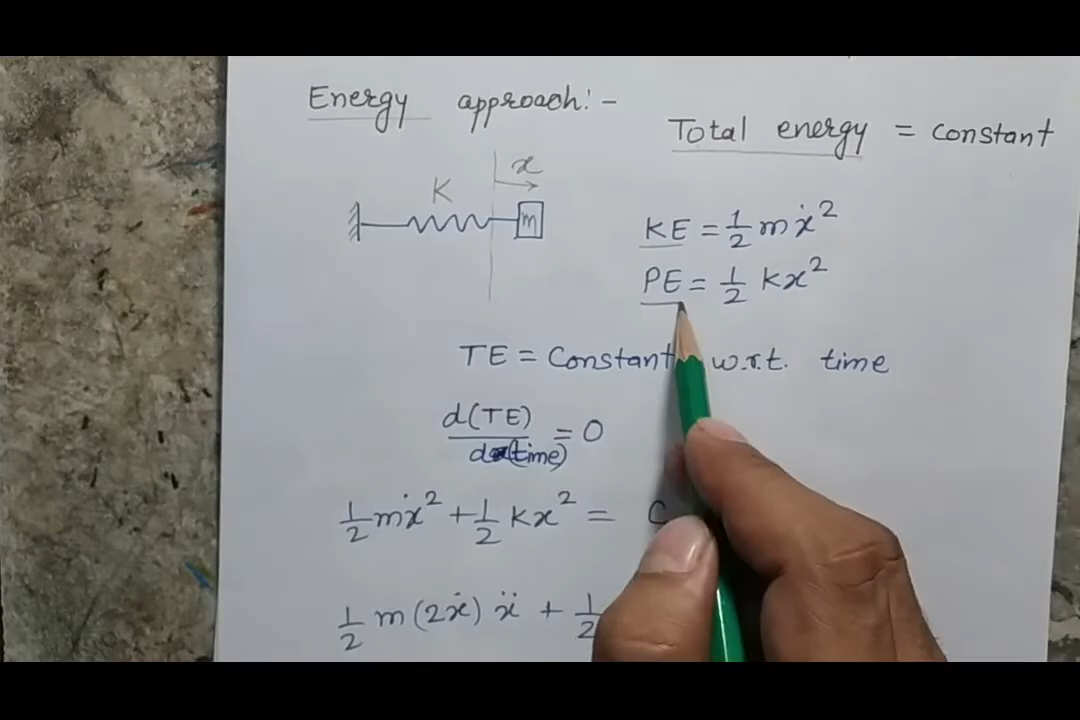 Energy approach:-
Total energy = constant
x
K
m
KE = 1/2 mẋ²
PE = 1/2 Kx²
TE = Constant w.r.t. time
d(TE)/d(time) = 0
1/2 mẋ² + 1/2 Kx² = C
1/2 m(2ẋ) ẍ + 1/2